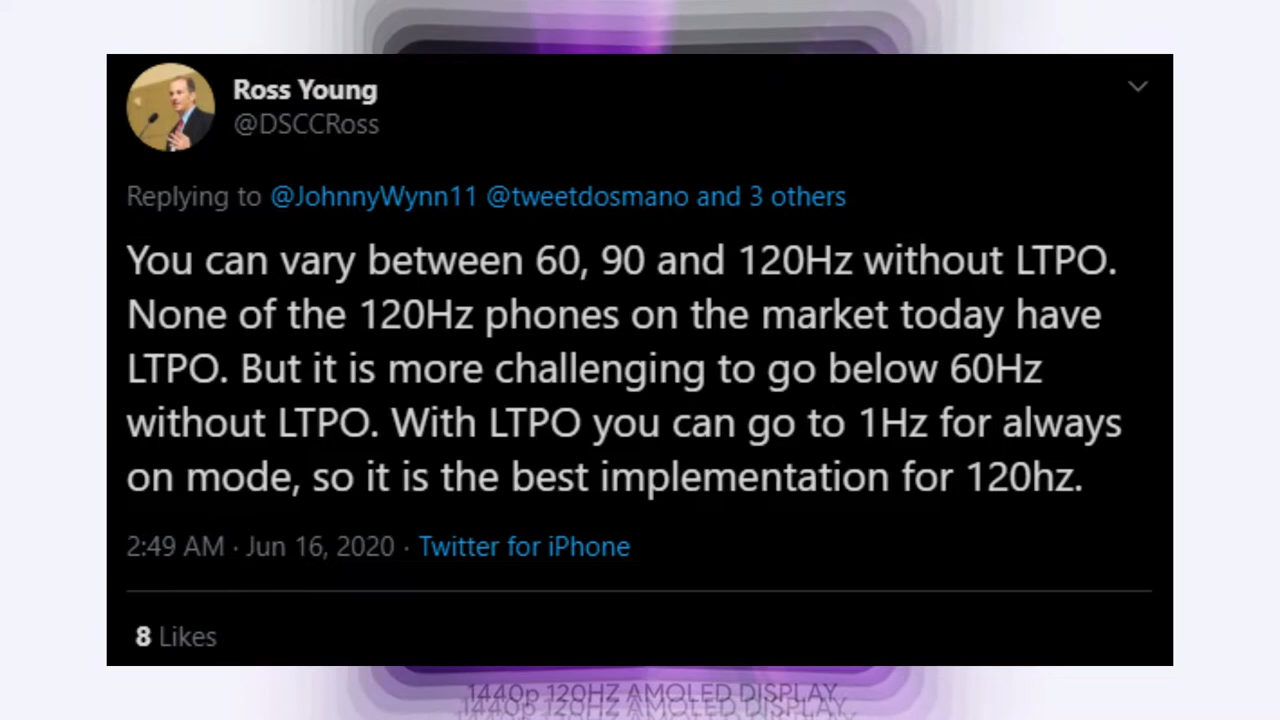 Ross Young
@DSCCRoss
Replying to @JohnnyWynn11 @tweetdosmano and 3 others
You can vary between 60, 90 and 120Hz without LTPO.
None of the 120Hz phones on the market today have
LTPO. But it is more challenging to go below 60Hz
without LTPO. With LTPO you can go to 1Hz for always
on mode, so it is the best implementation for 120hz.
2:49 AM · Jun 16, 2020 · Twitter for iPhone
8 Likes
1440p 120HZ AMOLED DISPLAY
1440p 120HZ AMOLED DISPLAY